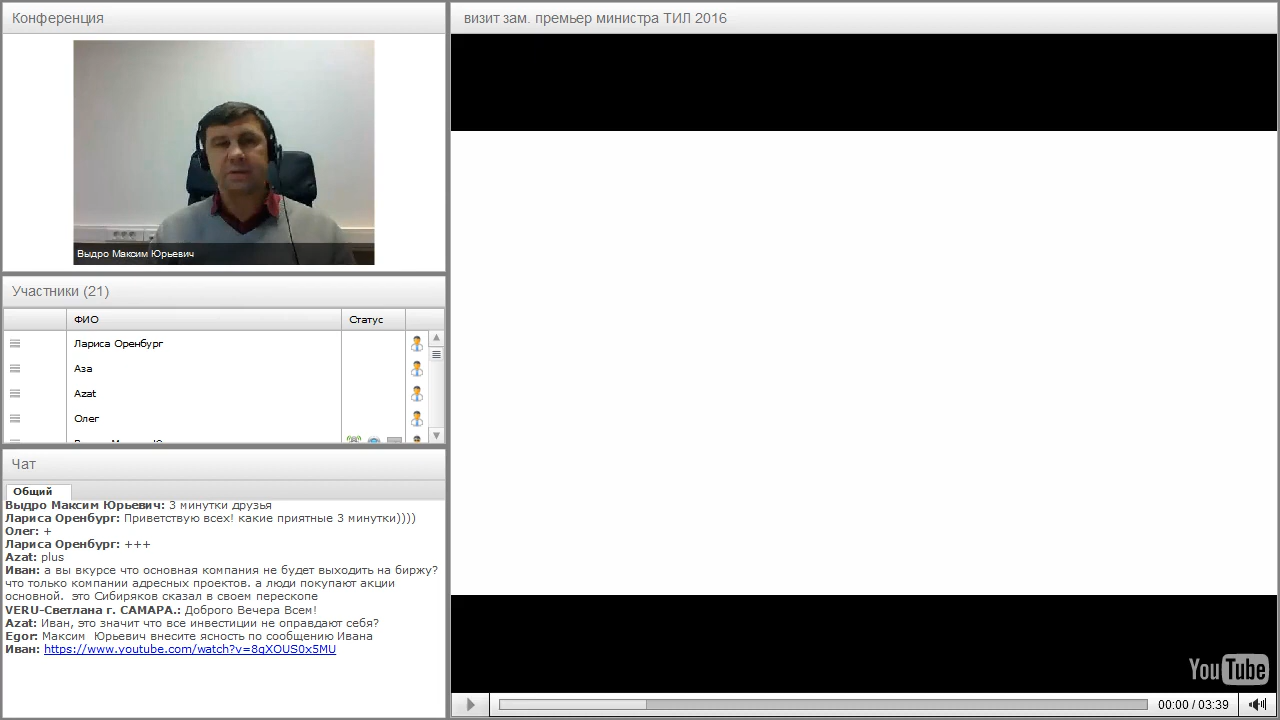 Конференция
Выдро Максим Юрьевич
Участники (21)
ФИО
Статус
Лариса Оренбург
Аза
Azat
Олег
Чат
Общий
Выдро Максим Юрьевич: 3 минутки друзья
Лариса Оренбург: Приветствую всех! какие приятные 3 минутки))))
Олег: +
Лариса Оренбург: +++
Azat: plus
Иван: а вы вкурсе что основная компания не будет выходить на биржу?
что только компании адресных проектов. а люди покупают акции
основной. это Сибиряков сказал в своем перескопе
VERU-Светлана г. САМАРА.: Доброго Вечера Всем!
Azat: Иван, это значит что все инвестиции не оправдают себя?
Egor: Максим Юрьевич внесите ясность по сообщению Ивана
Иван: https://www.youtube.com/watch?v=8qXOUS0x5MU
визит зам. премьер министра ТИЛ 2016
YouTube
00:00 / 03:39